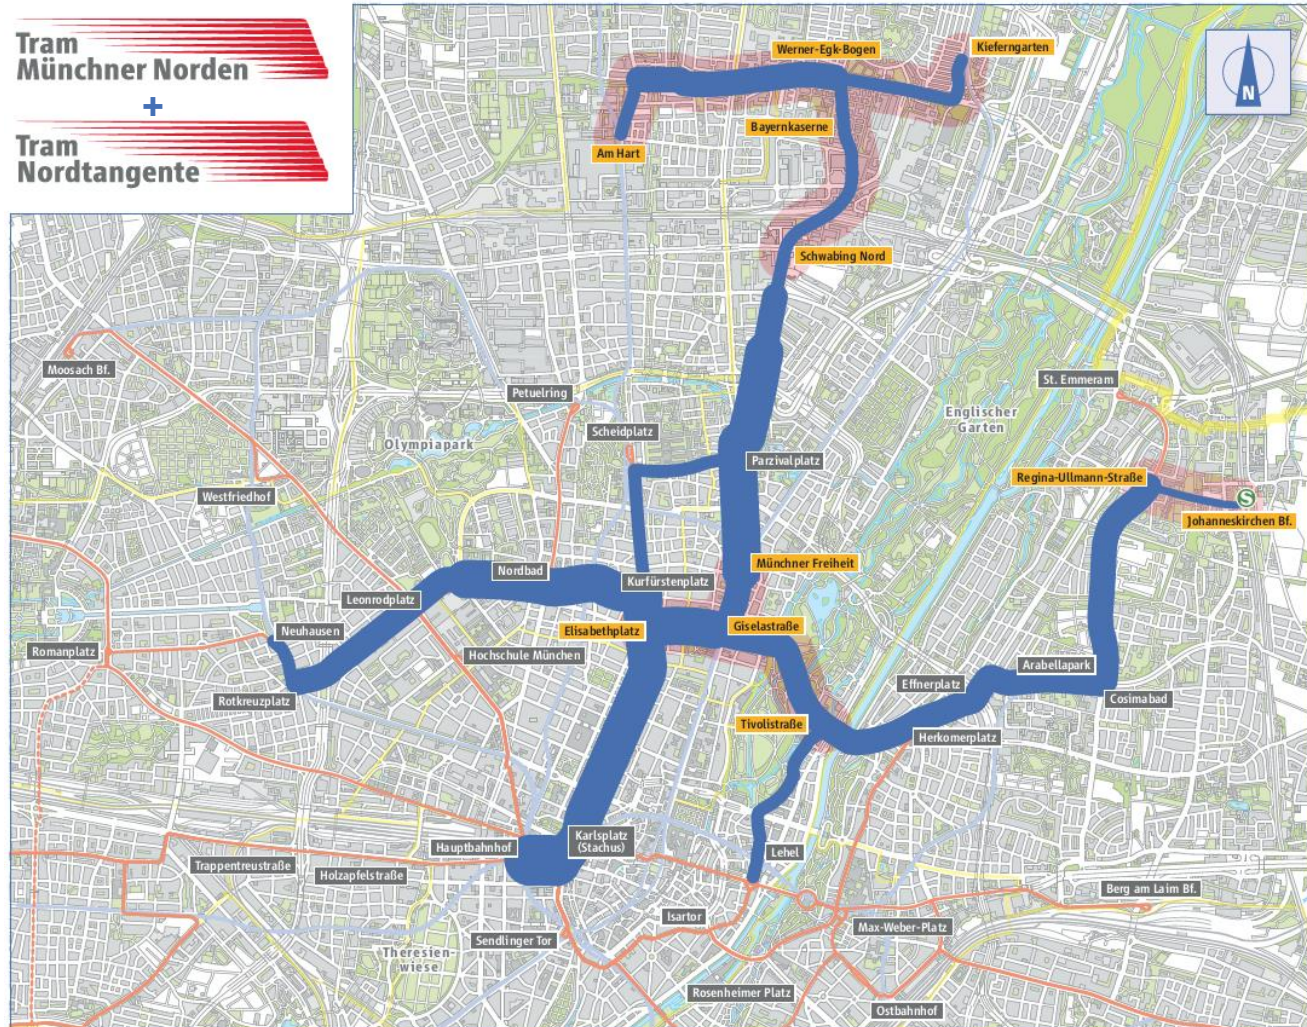 Tram
Münchner Norden
+
Tram
Nordtangente
Werner-Egk-Bogen
Kieferngarten
N
Bayernkaserne
Am Hart
Schwabing Nord
Moosach Bf.
St. Emmeram
Petuelring
Englischer
Garten
Scheidplatz
Olympiapark
Parzivalplatz
Regina-Ullmann-Straße
Westfriedhof
S
Johanneskirchen Bf.
Münchner Freiheit
Nordbad
Kurfürstenplatz
Leonrodplatz
Giselastraße
Neuhausen
Elisabethplatz
Romanplatz
Hochschule München
Arabellapark
Effnerplatz
Rotkreuzplatz
Cosimabad
Tivolistraße
Herkomerplatz
Karlsplatz
(Stachus)
Hauptbahnhof
Lehel
Trappentreustraße
Holzapfelstraße
Berg am Laim Bf.
Isartor
Max-Weber-Platz
Sendlinger Tor
Theresien-
wiese
Rosenheimer Platz
Ostbahnhof